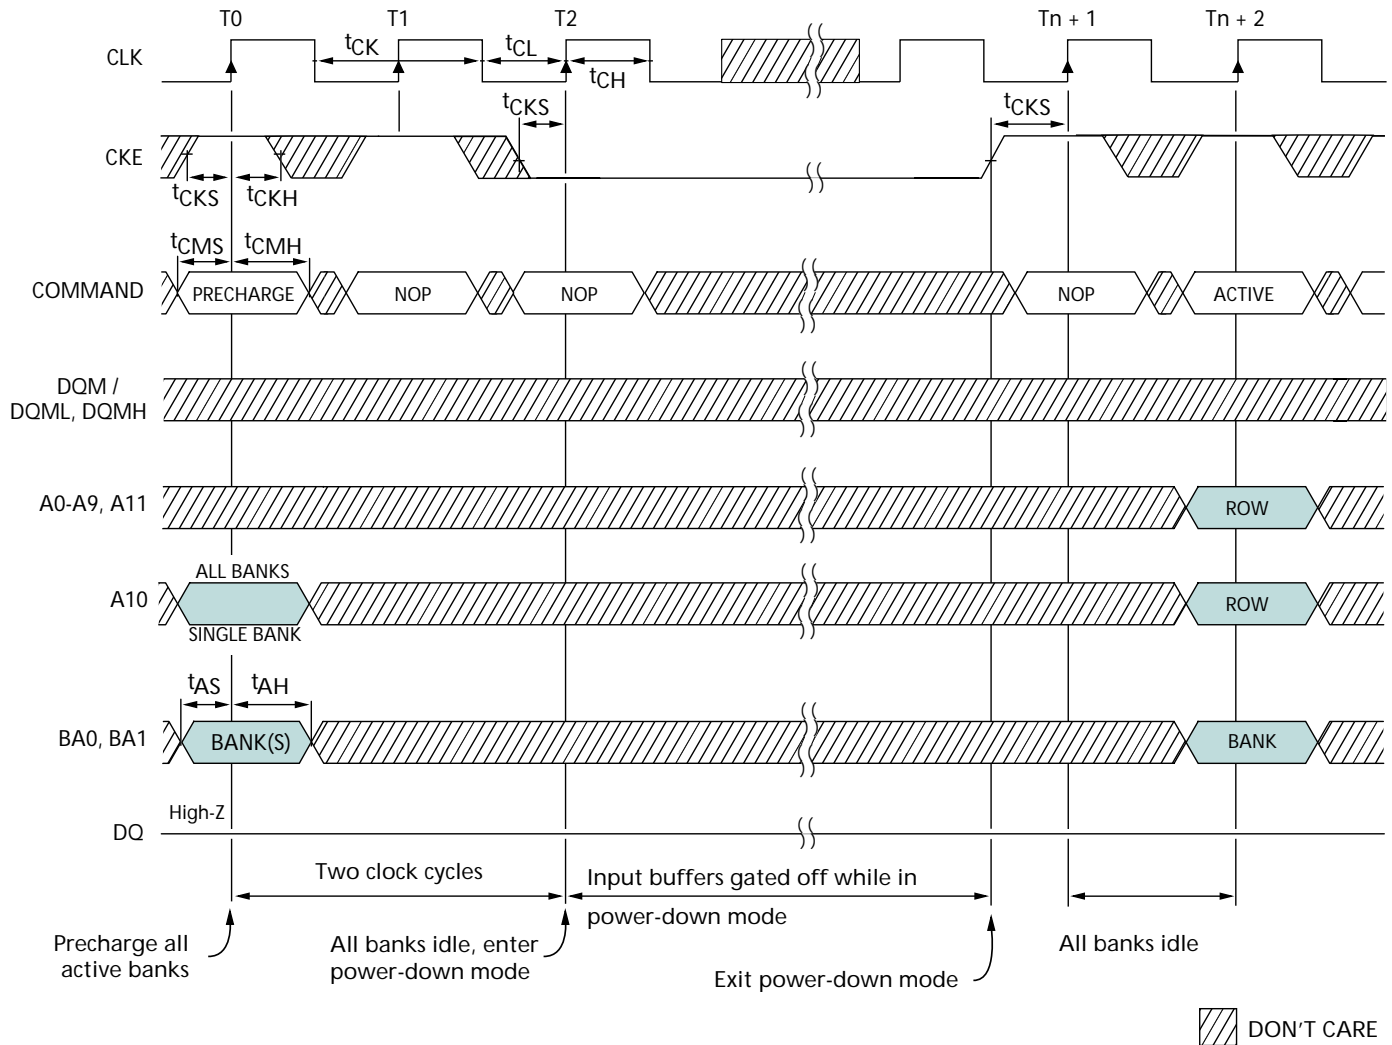 T0 T1 T2 Tn + 1 Tn + 2
CLK tCK tCL tCH
tCKS tCKS
CKE
tCKS tCKH
tCMS tCMH
COMMAND PRECHARGE NOP NOP NOP ACTIVE
DQM /
DQML, DQMH
A0-A9, A11 ROW
ALL BANKS
A10 ROW
SINGLE BANK
tAS tAH
BA0, BA1 BANK(S) BANK
High-Z
DQ
Two clock cycles
Input buffers gated off while in
power-down mode
Precharge all
active banks
All banks idle, enter
power-down mode
Exit power-down mode
All banks idle
DON'T CARE